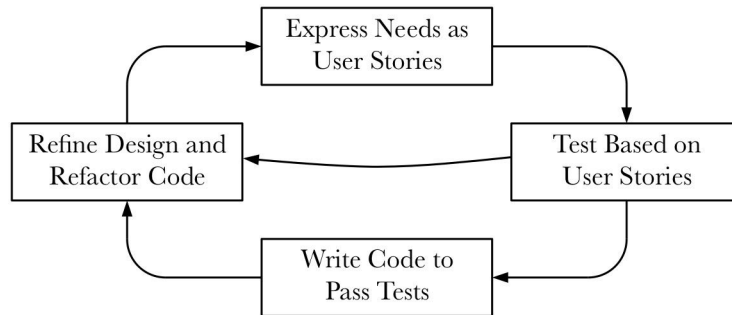 Express Needs as
User Stories
Refine Design and
Refactor Code
Test Based on
User Stories
Write Code to
Pass Tests